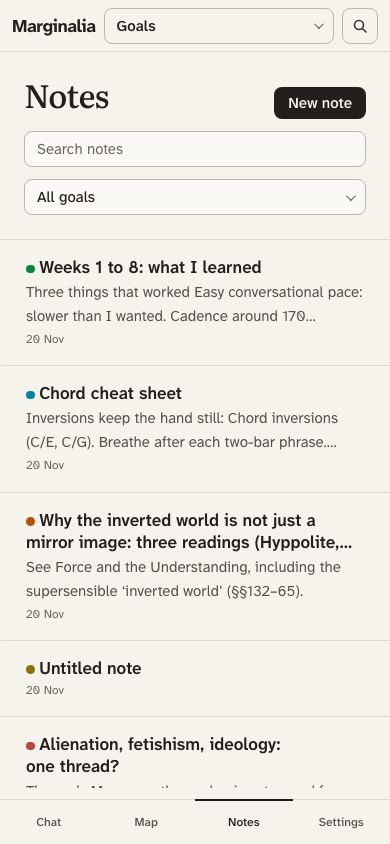 Marginalia
Goals
Notes
New note
Search notes
All goals
Weeks 1 to 8: what I learned
Three things that worked Easy conversational pace:
slower than I wanted. Cadence around 170...
20 Nov
Chord cheat sheet
Inversions keep the hand still: Chord inversions
(C/E, C/G). Breathe after each two-bar phrase....
20 Nov
Why the inverted world is not just a
mirror image: three readings (Hyppolite,...
See Force and the Understanding, including the
supersensible ‘inverted world’ (§§132–65).
20 Nov
Untitled note
20 Nov
Alienation, fetishism, ideology:
one thread?
Chat
Map
Notes
Settings